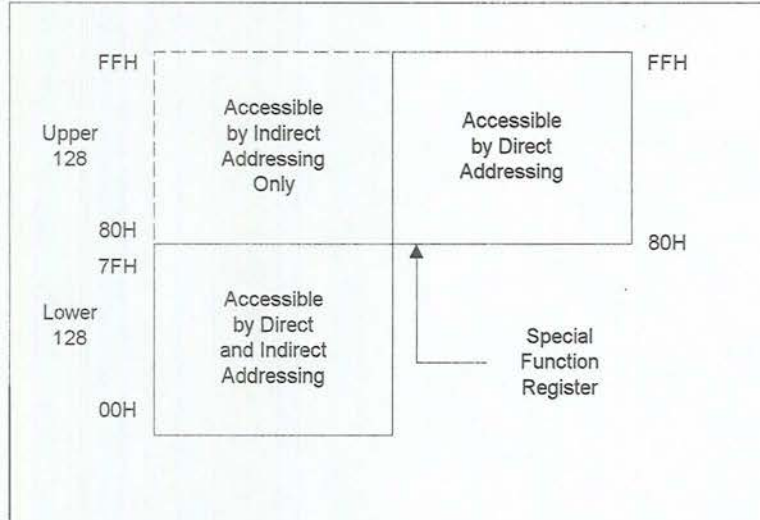 FFH
Accessible
by Indirect
Addressing
Only
Accessible
by Direct
Addressing
FFH
Upper
128
80H
80H
7FH
Lower
128
Accessible
by Direct
and Indirect
Addressing
Special
Function
Register
00H